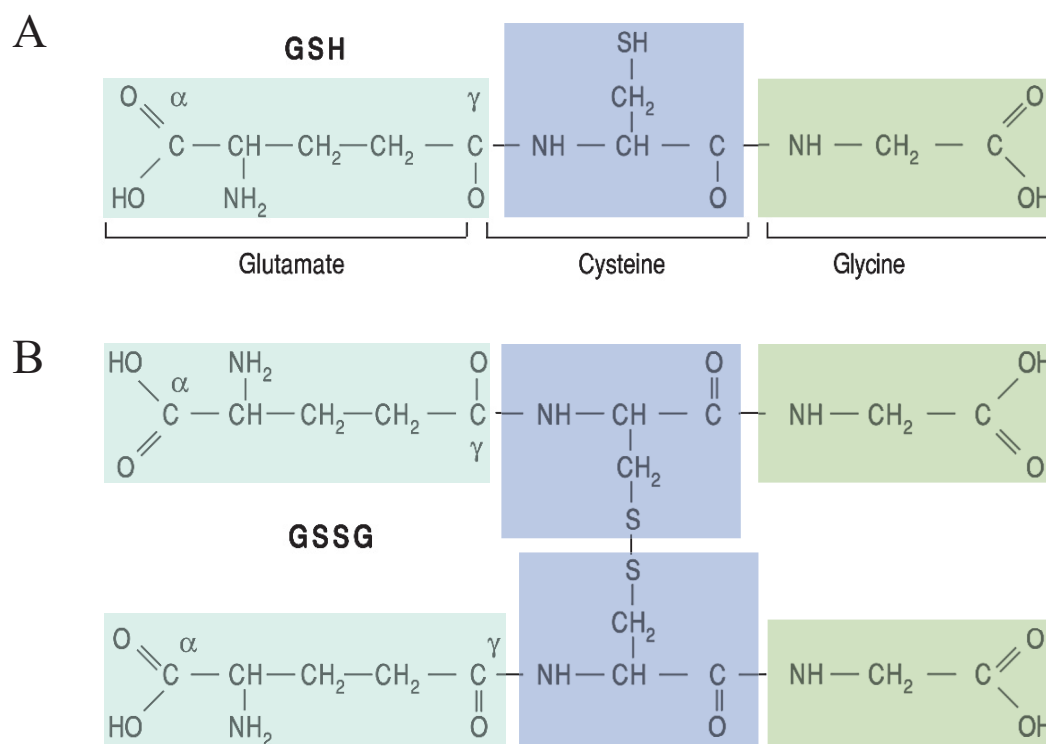 A
GSH
SH
O α γ CH₂ O
C — CH — CH₂ — CH₂ — C — NH — CH — C — NH — CH₂ — C
HO NH₂ O O OH
Glutamate Cysteine Glycine
B
HO NH₂ O O OH
α
C — CH — CH₂ — CH₂ — C — NH — CH — C — NH — CH₂ — C
O γ CH₂ O
S
GSSG
S
O α γ CH₂ O
C — CH — CH₂ — CH₂ — C — NH — CH — C — NH — CH₂ — C
HO NH₂ O O OH